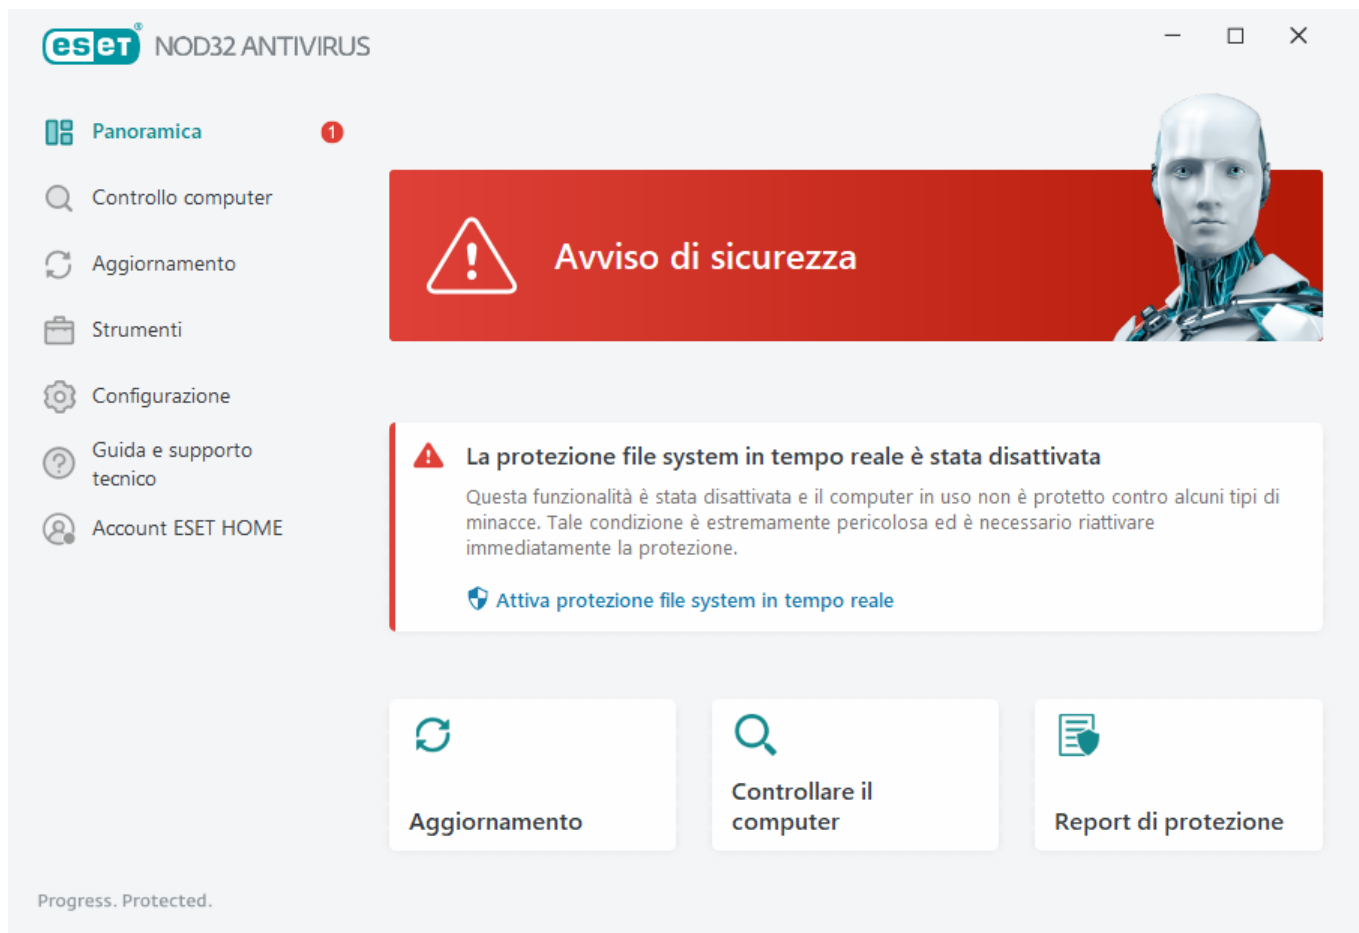 eset® NOD32 ANTIVIRUS
Panoramica 1
Controllo computer
Aggiornamento
Strumenti
Configurazione
Guida e supporto
tecnico
Account ESET HOME
Avviso di sicurezza
La protezione file system in tempo reale è stata disattivata
Questa funzionalità è stata disattivata e il computer in uso non è protetto contro alcuni tipi di
minacce. Tale condizione è estremamente pericolosa ed è necessario riattivare
immediatamente la protezione.
Attiva protezione file system in tempo reale
Aggiornamento
Controllare il
computer
Report di protezione
Progress. Protected.